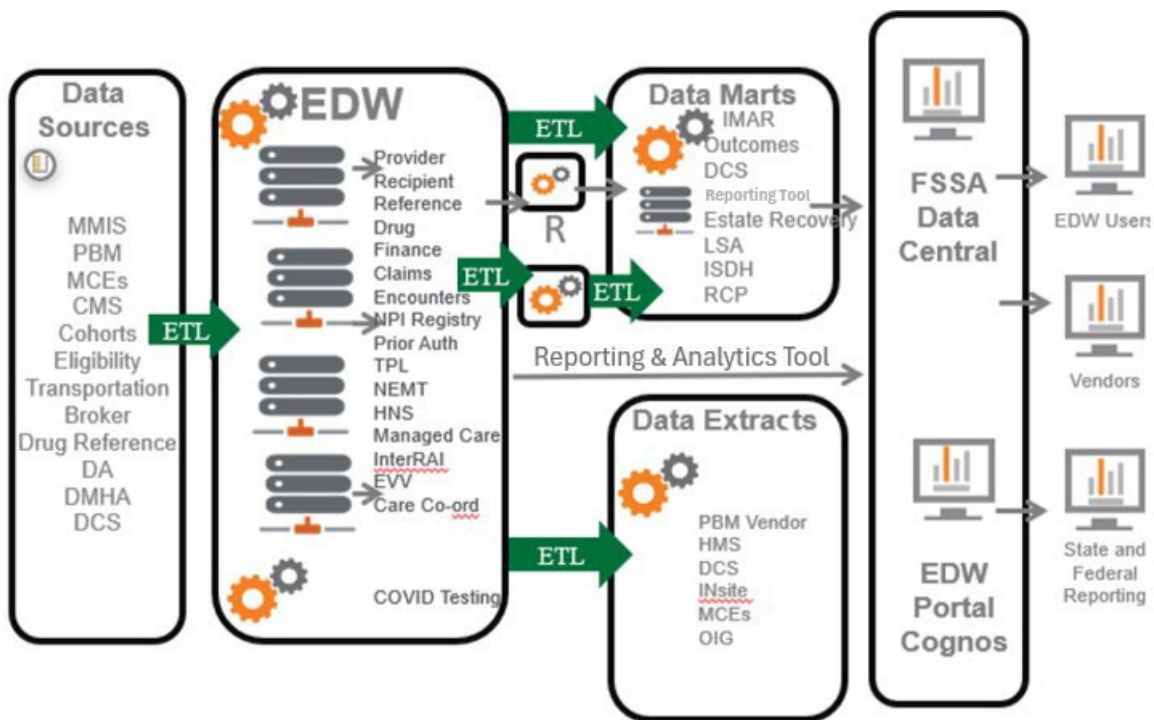 Data
Sources
MMIS
PBM
MCEs
CMS
Cohorts
Eligibility
Transportation
Broker
Drug Reference
DA
DMHA
DCS
ETL
EDW
Provider
Recipient
Reference
Drug
Finance
Claims
Encounters
NPI Registry
Prior Auth
TPL
NEMT
HNS
Managed Care
InterRAI
EVV
Care Co-ord
COVID Testing
ETL
R
ETL
ETL
Data Marts
IMAR
Outcomes
DCS
Reporting Tool
Estate Recovery
LSA
ISDH
RCP
Reporting & Analytics Tool
ETL
Data Extracts
PBM Vendor
HMS
DCS
INsite
MCEs
OIG
FSSA
Data
Central
EDW
Portal
Cognos
EDW Users
Vendors
State and
Federal
Reporting